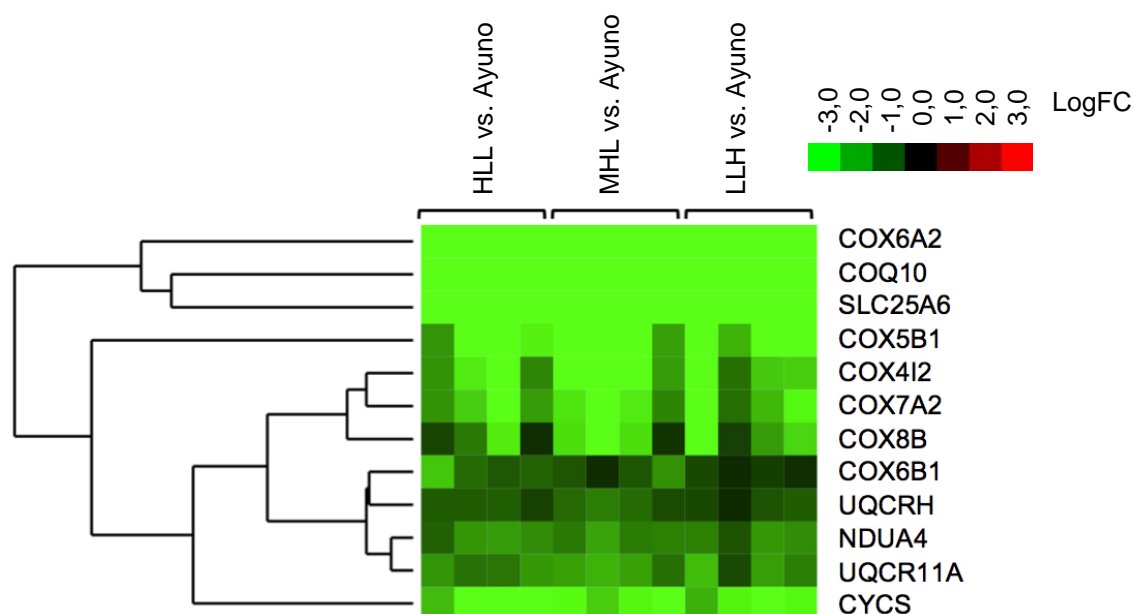 HLL vs. Ayuno
MHL vs. Ayuno
LLH vs. Ayuno
-3,0
-2,0
-1,0
0,0
1,0
2,0
3,0
LogFC
COX6A2
COQ10
SLC25A6
COX5B1
COX4I2
COX7A2
COX8B
COX6B1
UQCRH
NDUA4
UQCR11A
CYCS